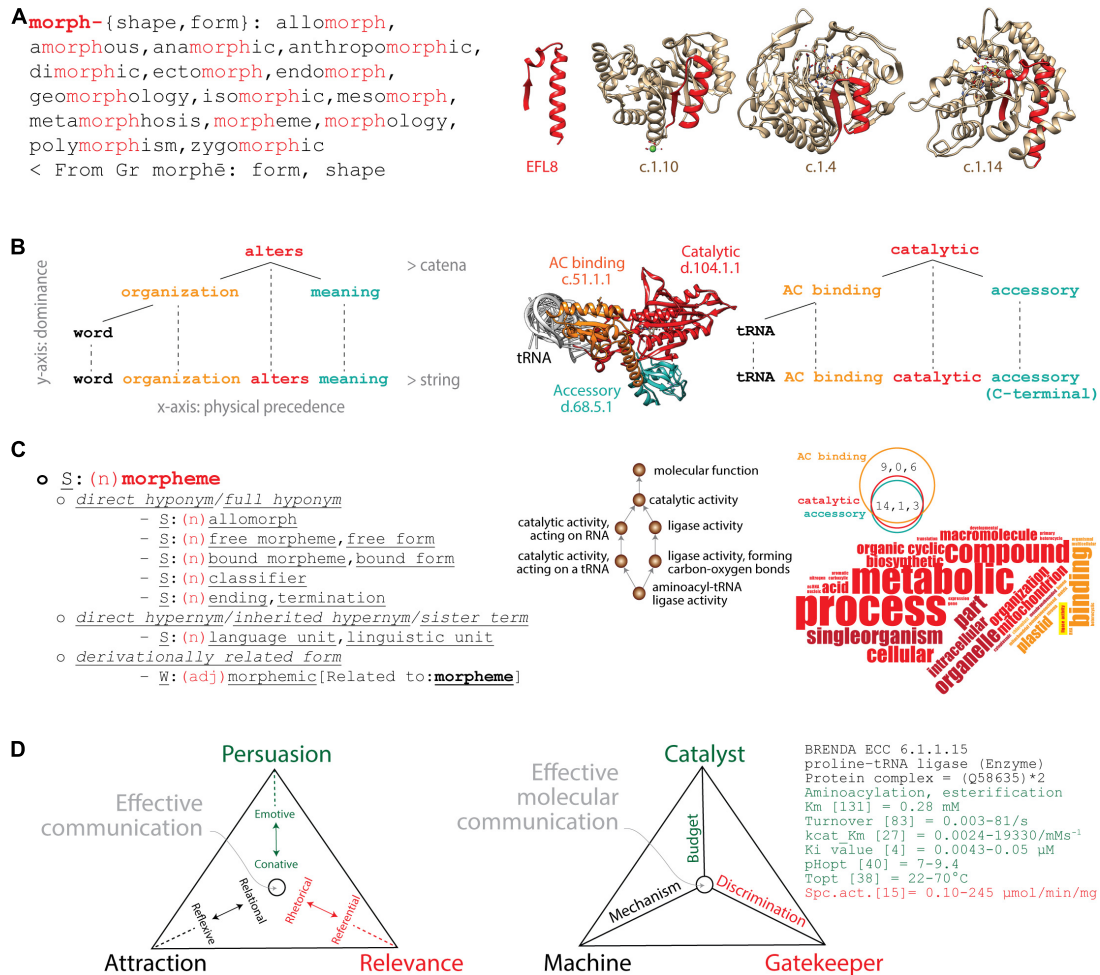 A
morph-{shape,form}: allomorph,
amorphous,anamorphic,anthropomorphic,
dimorphic,ectomorph,endomorph,
geomorphology,isomorphic,mesomorph,
metamorphhosis,morpheme,morphology,
polymorphism,zygomorphic
< From Gr morphē: form, shape
EFL8
c.1.10
c.1.4
c.1.14
B
y-axis: dominance
alters
> catena
organization
meaning
word
word organization alters meaning
> string
x-axis: physical precedence
AC binding
c.51.1.1
Catalytic
d.104.1.1
tRNA
Accessory
d.68.5.1
catalytic
AC binding
accessory
tRNA
tRNA AC binding catalytic accessory
(C-terminal)
C
o S:(n)morpheme
o direct hyponym/full hyponym
– S:(n)allomorph
– S:(n)free morpheme,free form
– S:(n)bound morpheme,bound form
– S:(n)classifier
– S:(n)ending,termination
o direct hypernym/inherited hypernym/sister term
– S:(n)language unit,linguistic unit
o derivationally related form
– W:(adj)morphemic[Related to:morpheme]
molecular function
catalytic activity
catalytic activity,
acting on RNA
ligase activity
catalytic activity,
acting on a tRNA
ligase activity, forming
carbon-oxygen bonds
aminoacyl-tRNA
ligase activity
AC binding
9,0,6
catalytic
accessory
14,1,3
macromolecule
organic cyclic
compound
biosynthetic
acid
metabolic
process
part
singleorganism
cellular
intracellular
organelle
organization
mitochondrion
plastid
binding
D
Persuasion
Effective
communication
Emotive
Conative
Relational
Reflexive
Rhetorical
Referential
Attraction
Relevance
Catalyst
Effective
molecular
communication
Budget
Mechanism
Discrimination
Machine
Gatekeeper
BRENDA ECC 6.1.1.15
proline-tRNA ligase (Enzyme)
Protein complex = (Q58635)*2
Aminoacylation, esterification
Km [131] = 0.28 mM
Turnover [83] = 0.003-81/s
kcat_Km [27] = 0.0024-19330/mMs⁻¹
Ki value [4] = 0.0043-0.05 µM
pHopt [40] = 7-9.4
Topt [38] = 22-70°C
Spc.act.[15]= 0.10-245 µmol/min/mg